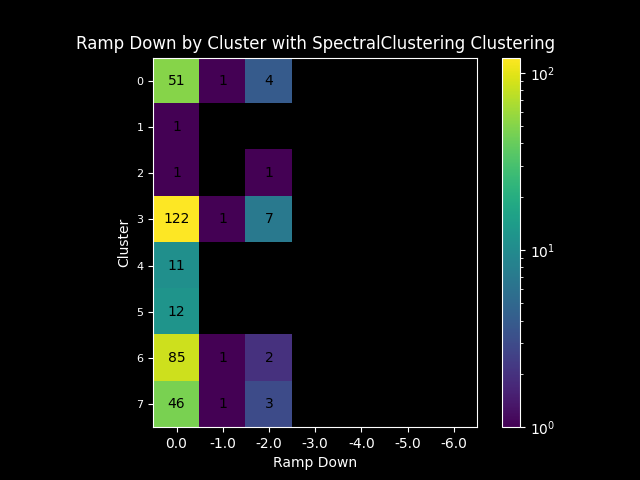 Ramp Down by Cluster with SpectralClustering Clustering
0 51 1 4
1 1
2 1 1
3 122 1 7
4 11
5 12
6 85 1 2
7 46 1 3
Cluster
0.0 -1.0 -2.0 -3.0 -4.0 -5.0 -6.0
Ramp Down
10²
10¹
10⁰